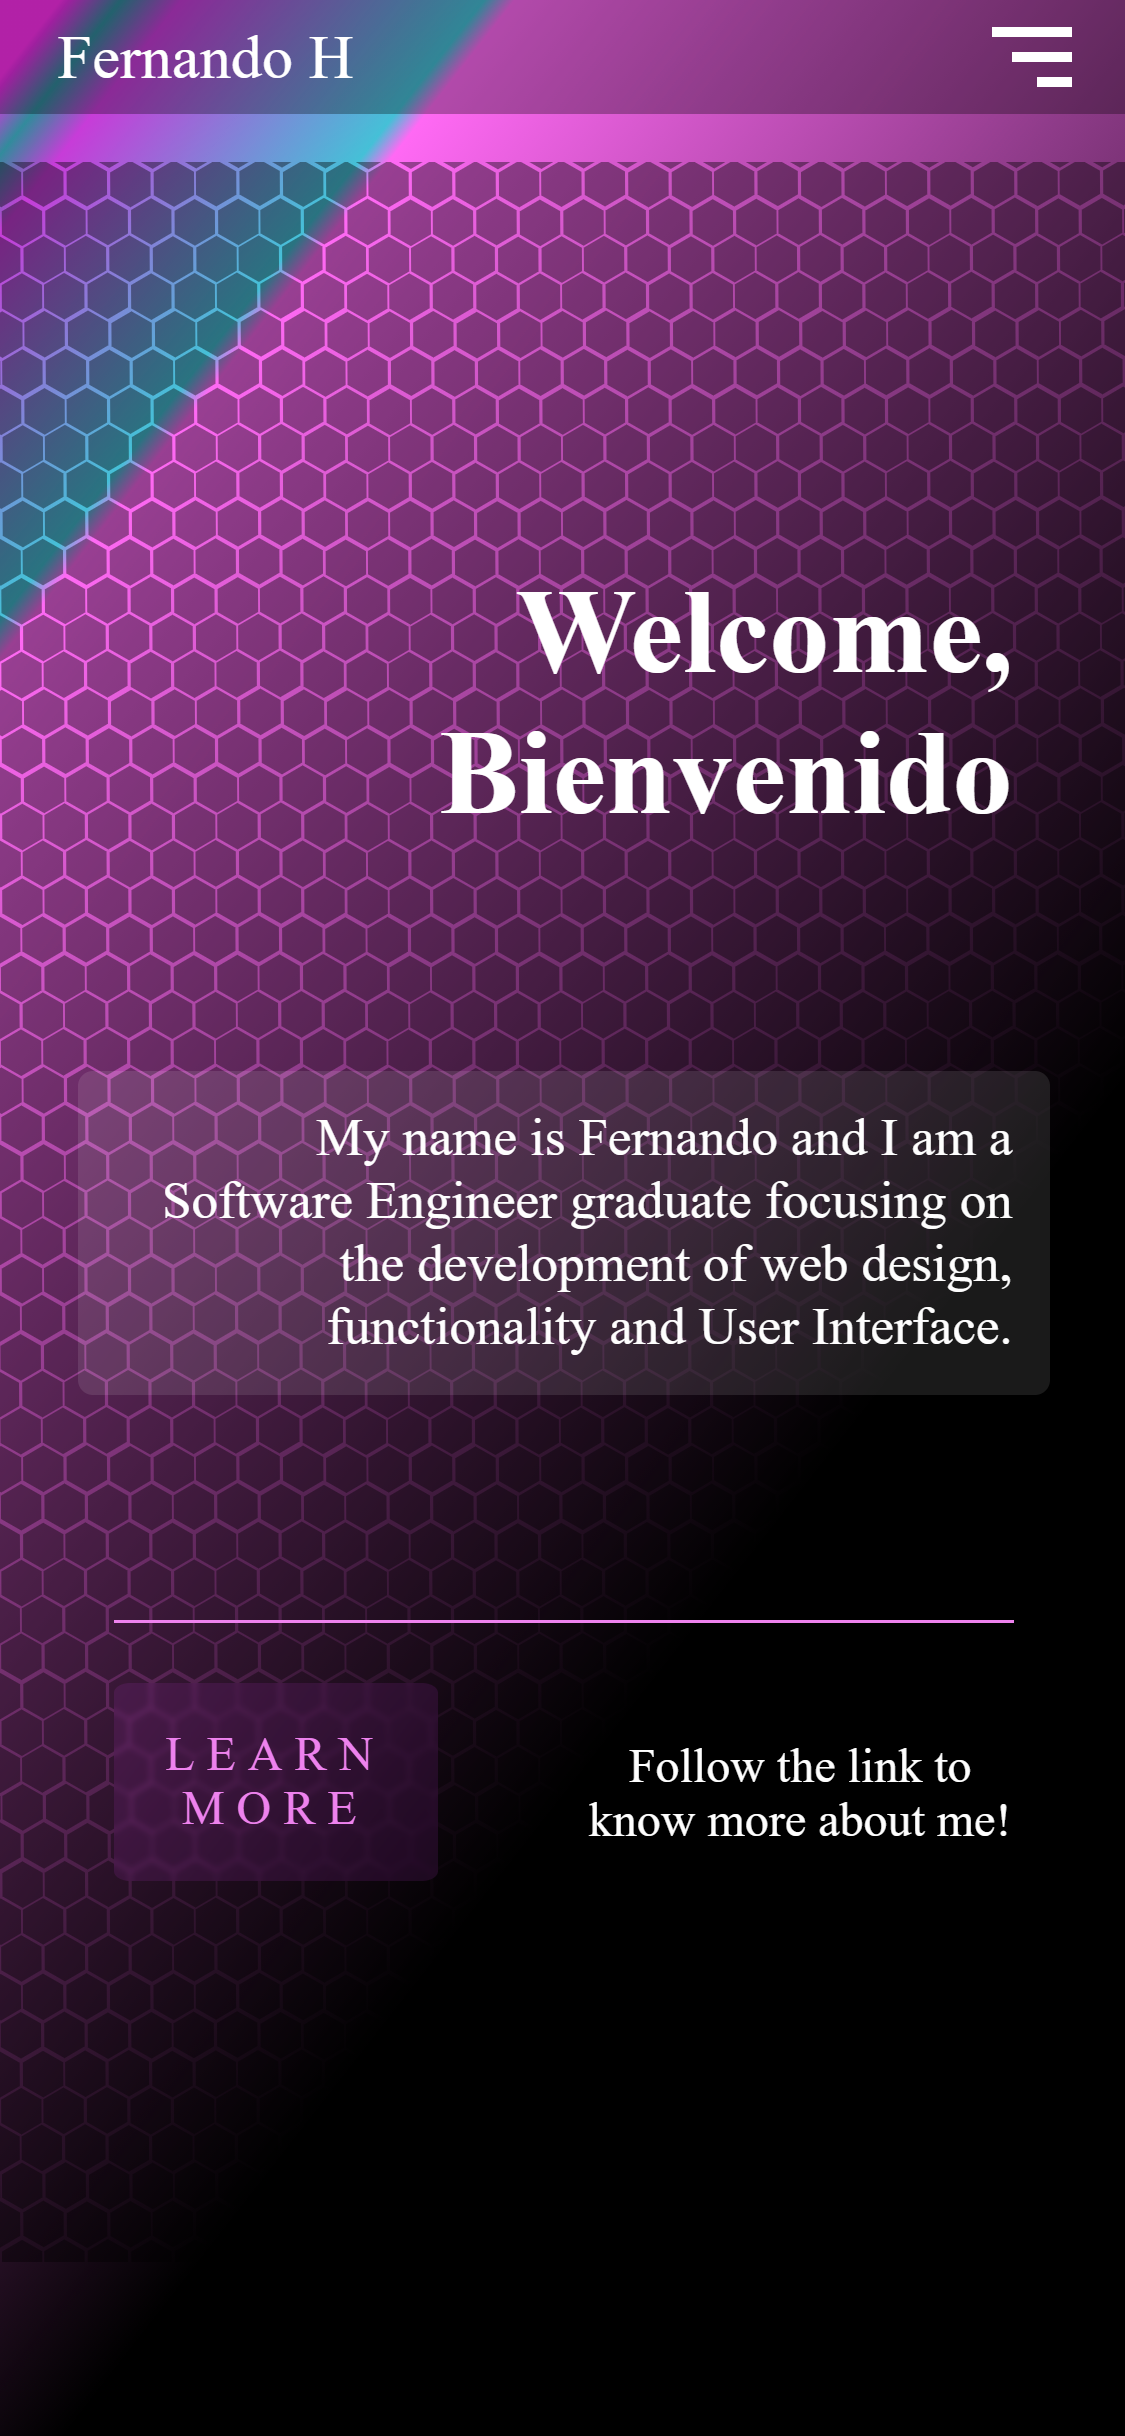 Fernando H
Welcome,
Bienvenido
My name is Fernando and I am a
Software Engineer graduate focusing on
the development of web design,
functionality and User Interface.
LEARN
MORE
Follow the link to
know more about me!